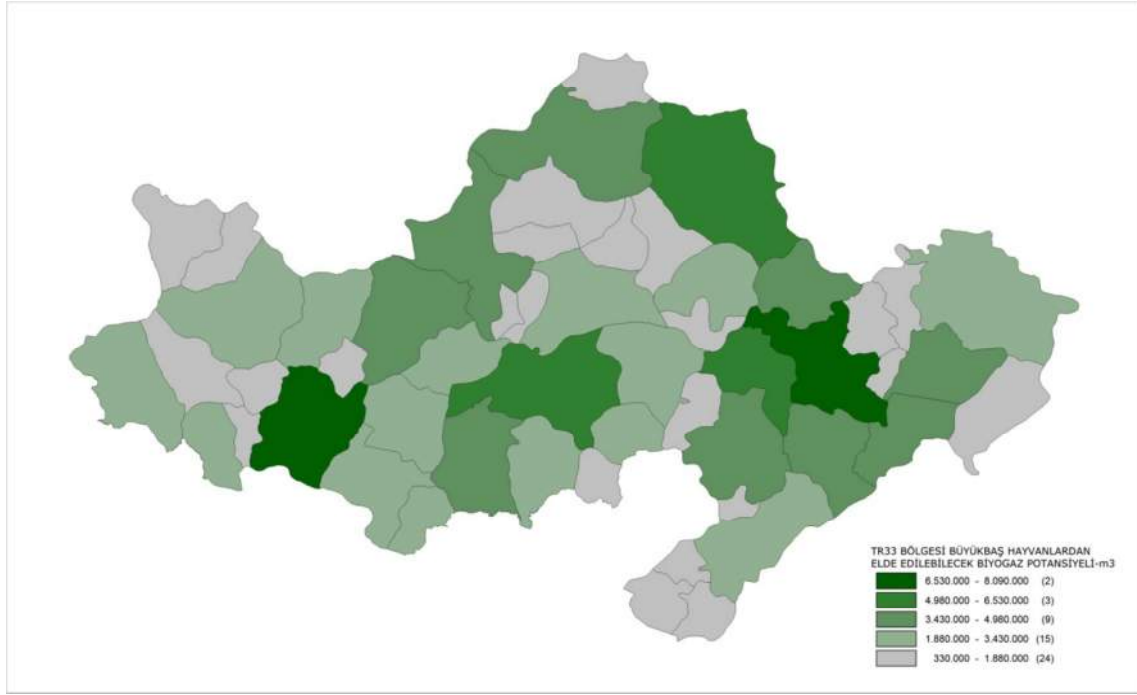 TR33 BÖLGESİ BÜYÜKBAŞ HAYVANLARDAN
ELDE EDİLEBİLECEK BİYOGAZ POTANSİYELİ-m3
6.530.000 - 8.090.000 (2)
4.980.000 - 6.530.000 (3)
3.430.000 - 4.980.000 (9)
1.880.000 - 3.430.000 (15)
330.000 - 1.880.000 (24)